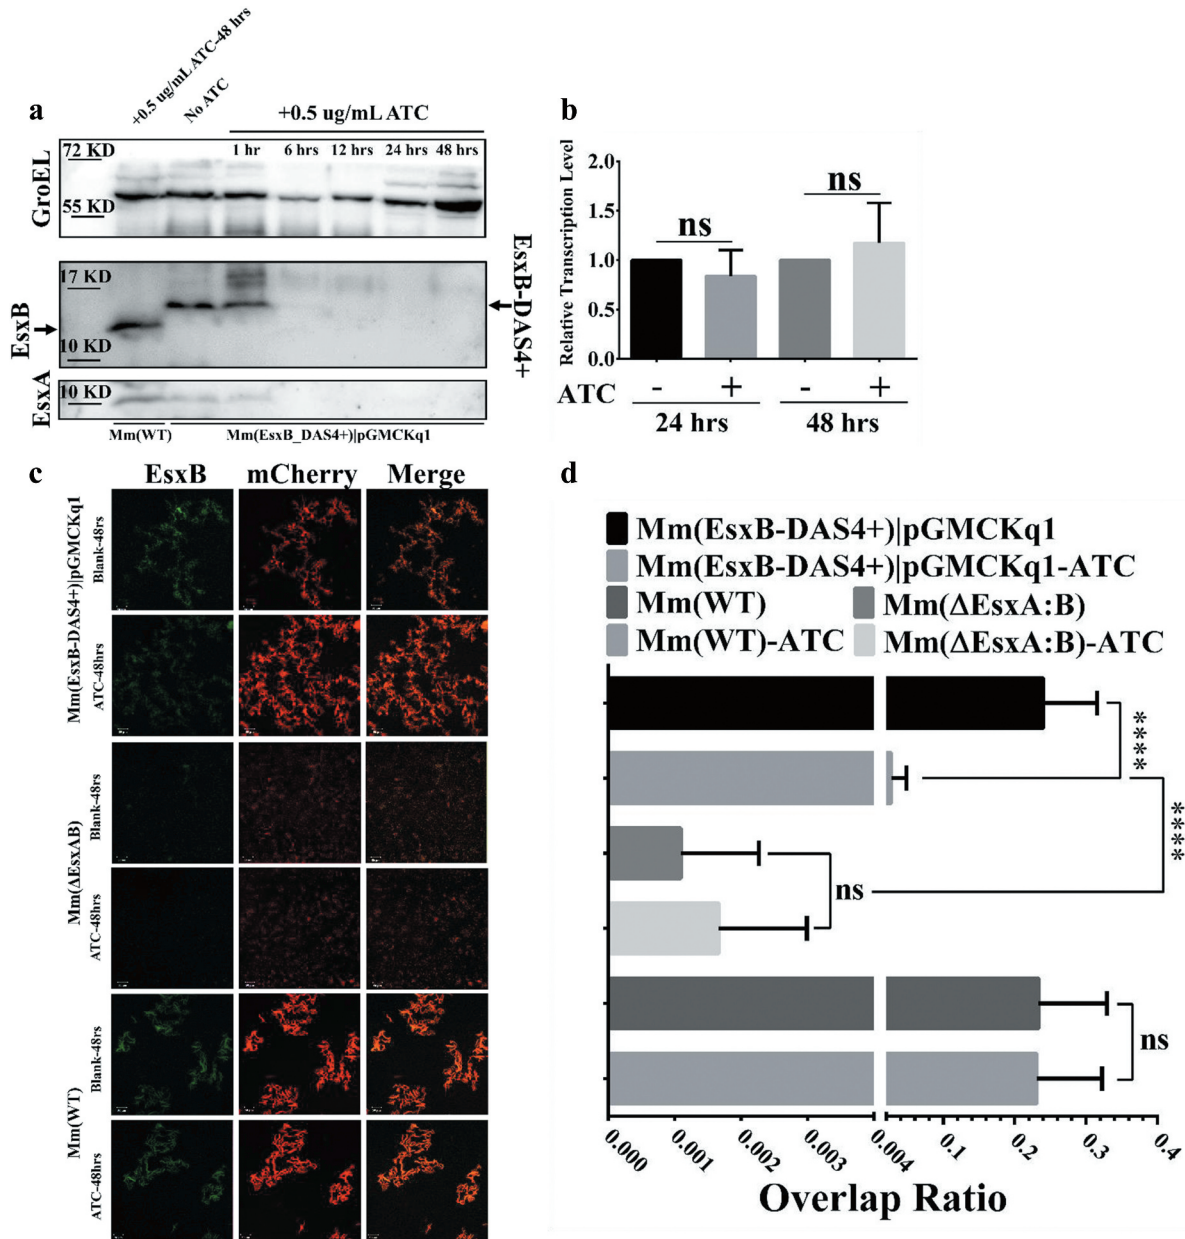 a
+0.5 ug/mL ATC-48 hrs
No ATC
+0.5 ug/mL ATC
1 hr 6 hrs 12 hrs 24 hrs 48 hrs
72 KD
55 KD
GroEL
17 KD
10 KD
EsxB
EsxB-DAS4+
10 KD
EsxA
Mm(WT) Mm(EsxB_DAS4+)|pGMCKq1
b
Relative Transcription Level
2.0
1.5
1.0
0.5
0.0
ns
ns
ATC - + - +
24 hrs 48 hrs
c
EsxB mCherry Merge
Mm(EsxB-DAS4+)|pGMCKq1
Blank-48rs
ATC-48hrs
Mm(ΔEsxAB)
Blank-48rs
ATC-48hrs
Mm(WT)
Blank-48rs
ATC-48hrs
d
Mm(EsxB-DAS4+)|pGMCKq1
Mm(EsxB-DAS4+)|pGMCKq1-ATC
Mm(WT) Mm(ΔEsxA:B)
Mm(WT)-ATC Mm(ΔEsxA:B)-ATC
****
****
ns
ns
0.000 0.001 0.002 0.003 0.004 0.1 0.2 0.3 0.4
Overlap Ratio